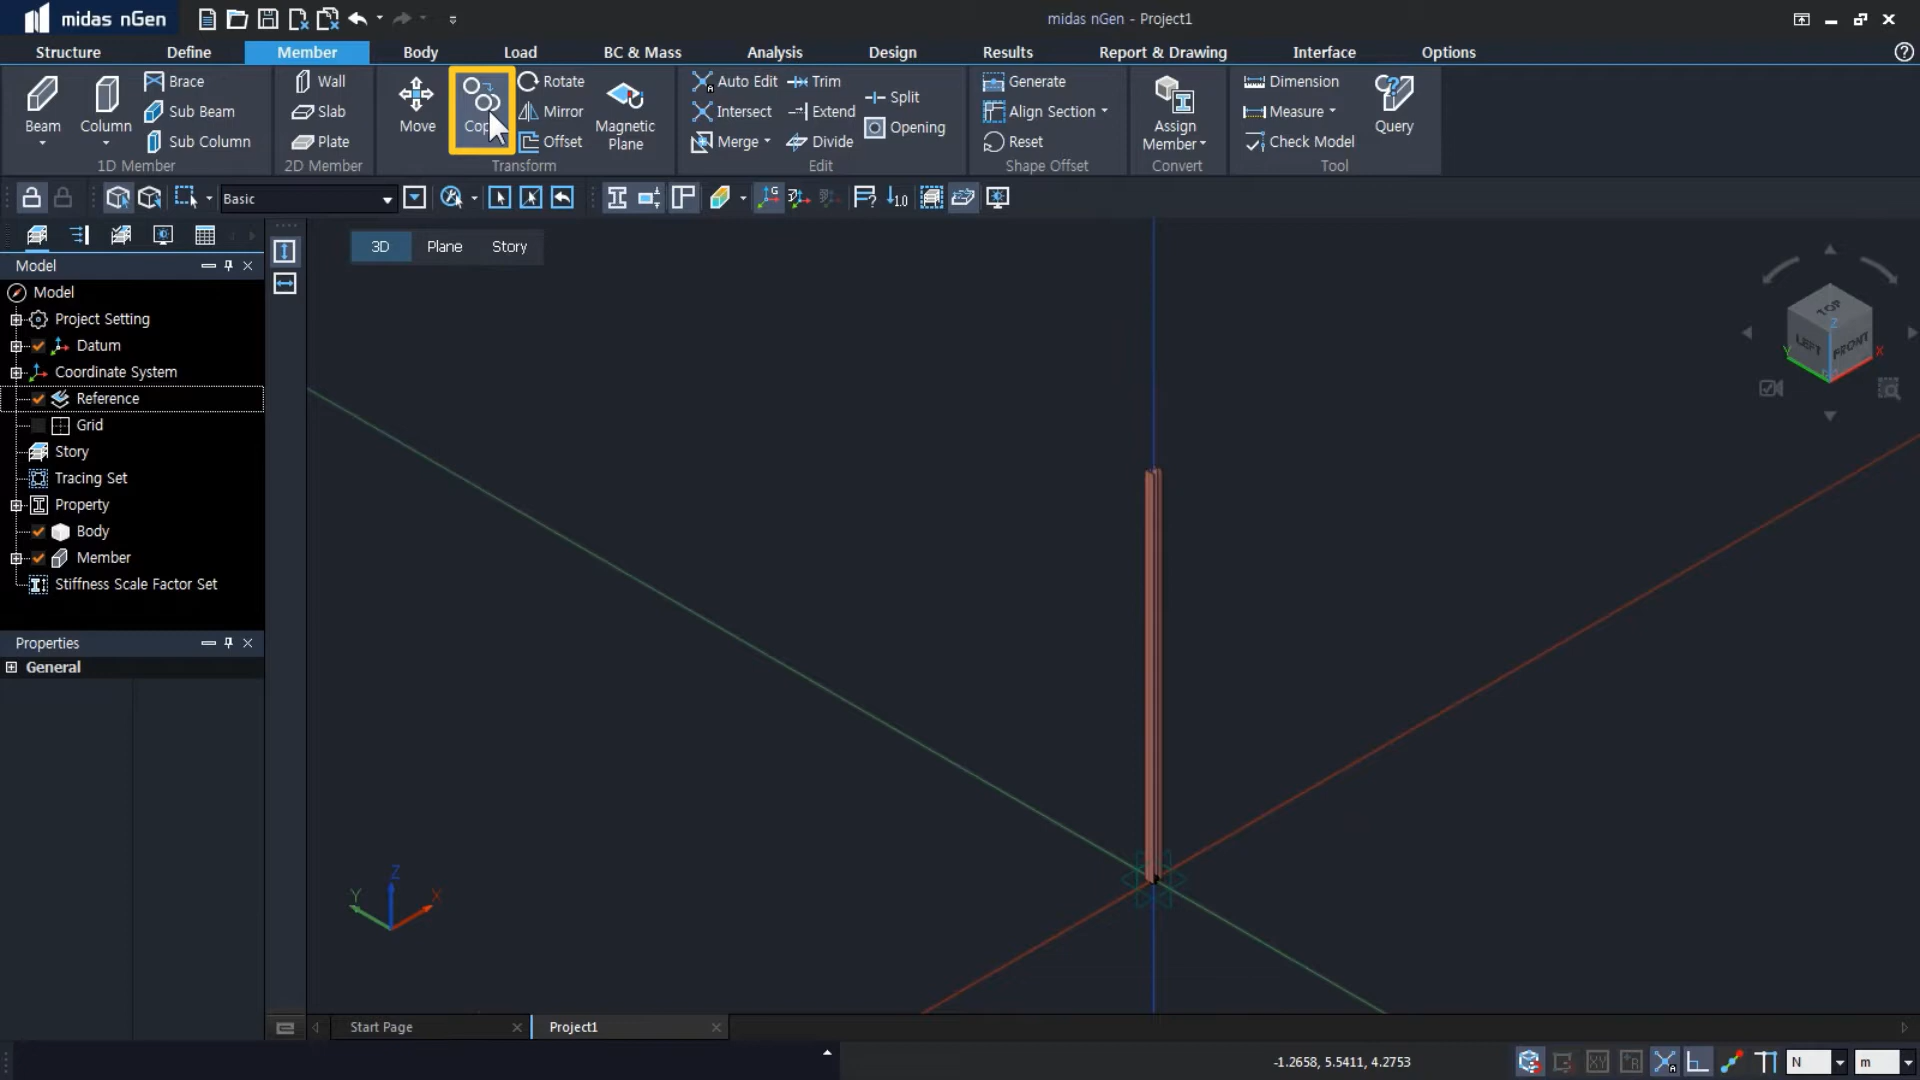 midas nGen
midas nGen - Project1
Structure Define Member Body Load BC & Mass Analysis Design Results Report & Drawing Interface Options
Beam
Column
Brace
Sub Beam
Sub Column
1D Member
Wall
Slab
Plate
2D Member
Move
Rotate
Mirror
Offset
Magnetic
Plane
Transform
Auto Edit
Intersect
Merge
Trim
Extend
Divide
Split
Opening
Edit
Generate
Align Section
Reset
Shape Offset
Assign
Member
Convert
Dimension
Measure
Check Model
Query
Tool
Basic
3D Plane Story
Model
Model
Project Setting
Datum
Coordinate System
Reference
Grid
Story
Tracing Set
Property
Body
Member
Stiffness Scale Factor Set
Properties
General
TOP
LEFT FRONT
Z
Y X
Z
Y X
Start Page Project1
-1.2658, 5.5411, 4.2753
N m